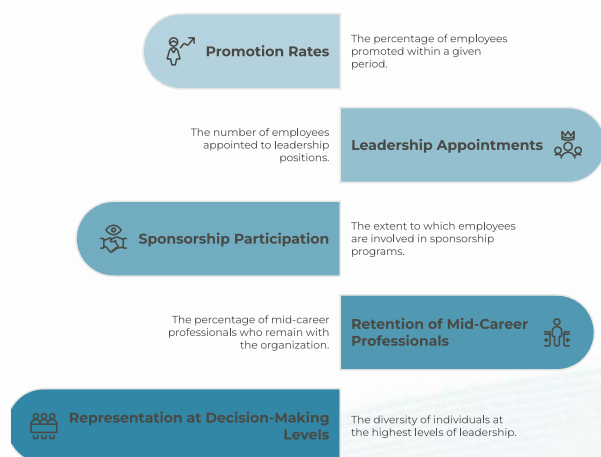 Promotion Rates
The percentage of employees
promoted within a given
period.
The number of employees
appointed to leadership
positions.
Leadership Appointments
Sponsorship Participation
The extent to which employees
are involved in sponsorship
programs.
The percentage of mid-career
professionals who remain with
the organization.
Retention of Mid-Career
Professionals
Representation at Decision-Making
Levels
The diversity of individuals at
the highest levels of leadership.